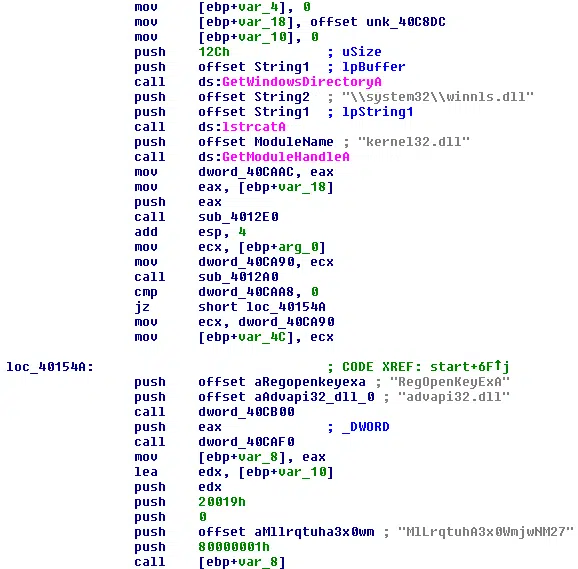 mov [ebp+var_4], 0
mov [ebp+var_18], offset unk_40C8DC
mov [ebp+var_10], 0
push 12Ch ; uSize
push offset String1 ; lpBuffer
call ds:GetWindowsDirectoryA
push offset String2 ; "\\system32\\winnls.dll"
push offset String1 ; lpString1
call ds:lstrcatA
push offset ModuleName ; "kernel32.dll"
call ds:GetModuleHandleA
mov dword_40CAAC, eax
mov eax, [ebp+var_18]
push eax
call sub_4012E0
add esp, 4
mov ecx, [ebp+arg_0]
mov dword_40CA90, ecx
call sub_4012A0
cmp dword_40CAA8, 0
jz short loc_40154A
mov ecx, dword_40CA90
mov [ebp+var_4C], ecx
loc_40154A: ; CODE XREF: start+6F↑j
push offset aRegopenkeyexa ; "RegOpenKeyExA"
push offset aAdvapi32_dll_0 ; "advapi32.dll"
call dword_40CB00
push eax ; _DWORD
call dword_40CAF0
mov [ebp+var_8], eax
lea edx, [ebp+var_10]
push edx
push 20019h
push 0
push offset aMllrqtuha3x0wm ; "MlLrqtuhA3x0WmjwNM27"
push 80000001h
call [ebp+var_8]